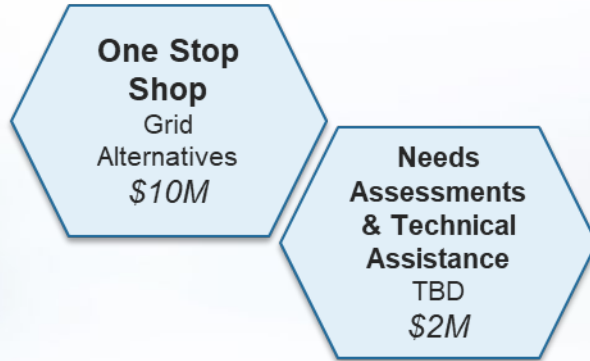 One Stop
Shop
Grid
Alternatives
$10M
Needs
Assessments
& Technical
Assistance
TBD
$2M